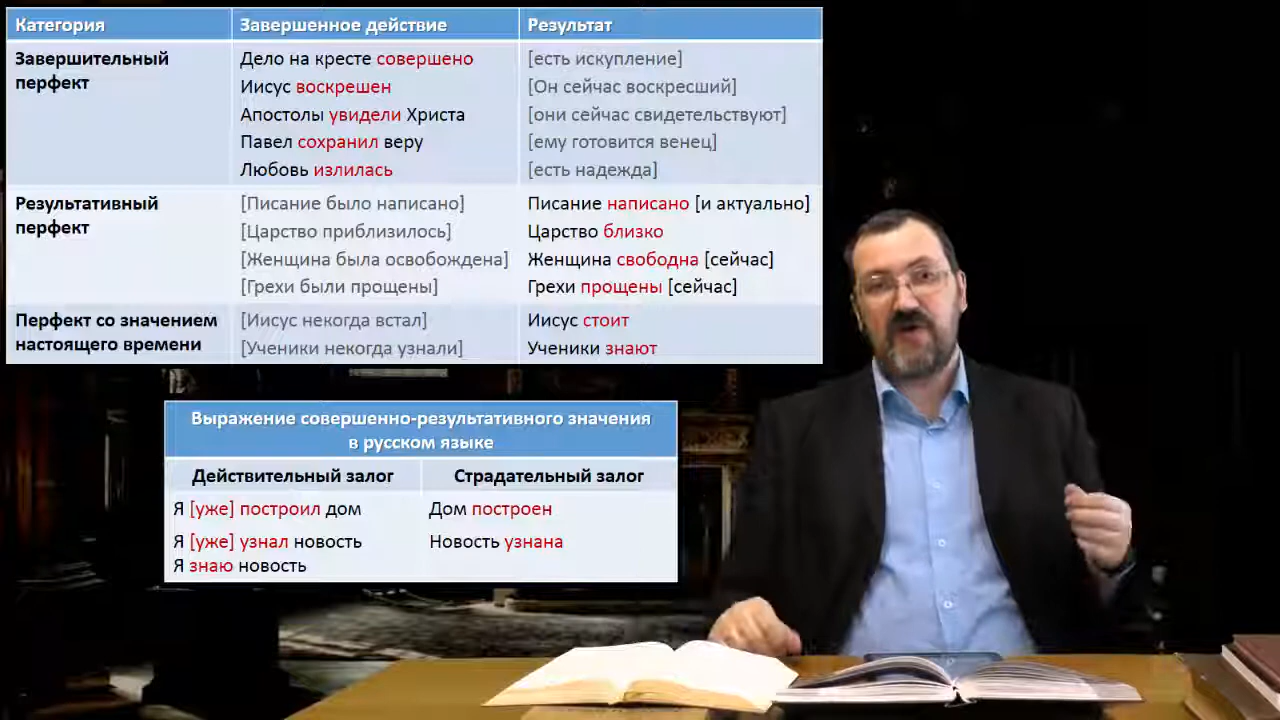 Категория Завершенное действие Результат
Завершительный перфект
Дело на кресте совершено [есть искупление]
Иисус воскрешен [Он сейчас воскресший]
Апостолы увидели Христа [они сейчас свидетельствуют]
Павел сохранил веру [ему готовится венец]
Любовь излилась [есть надежда]
Результативный перфект
[Писание было написано] Писание написано [и актуально]
[Царство приблизилось] Царство близко
[Женщина была освобождена] Женщина свободна [сейчас]
[Грехи были прощены] Грехи прощены [сейчас]
Перфект со значением настоящего времени
[Иисус некогда встал] Иисус стоит
[Ученики некогда узнали] Ученики знают
Выражение совершенно-результативного значения
в русском языке
Действительный залог Страдательный залог
Я [уже] построил дом Дом построен
Я [уже] узнал новость Новость узнана
Я знаю новость